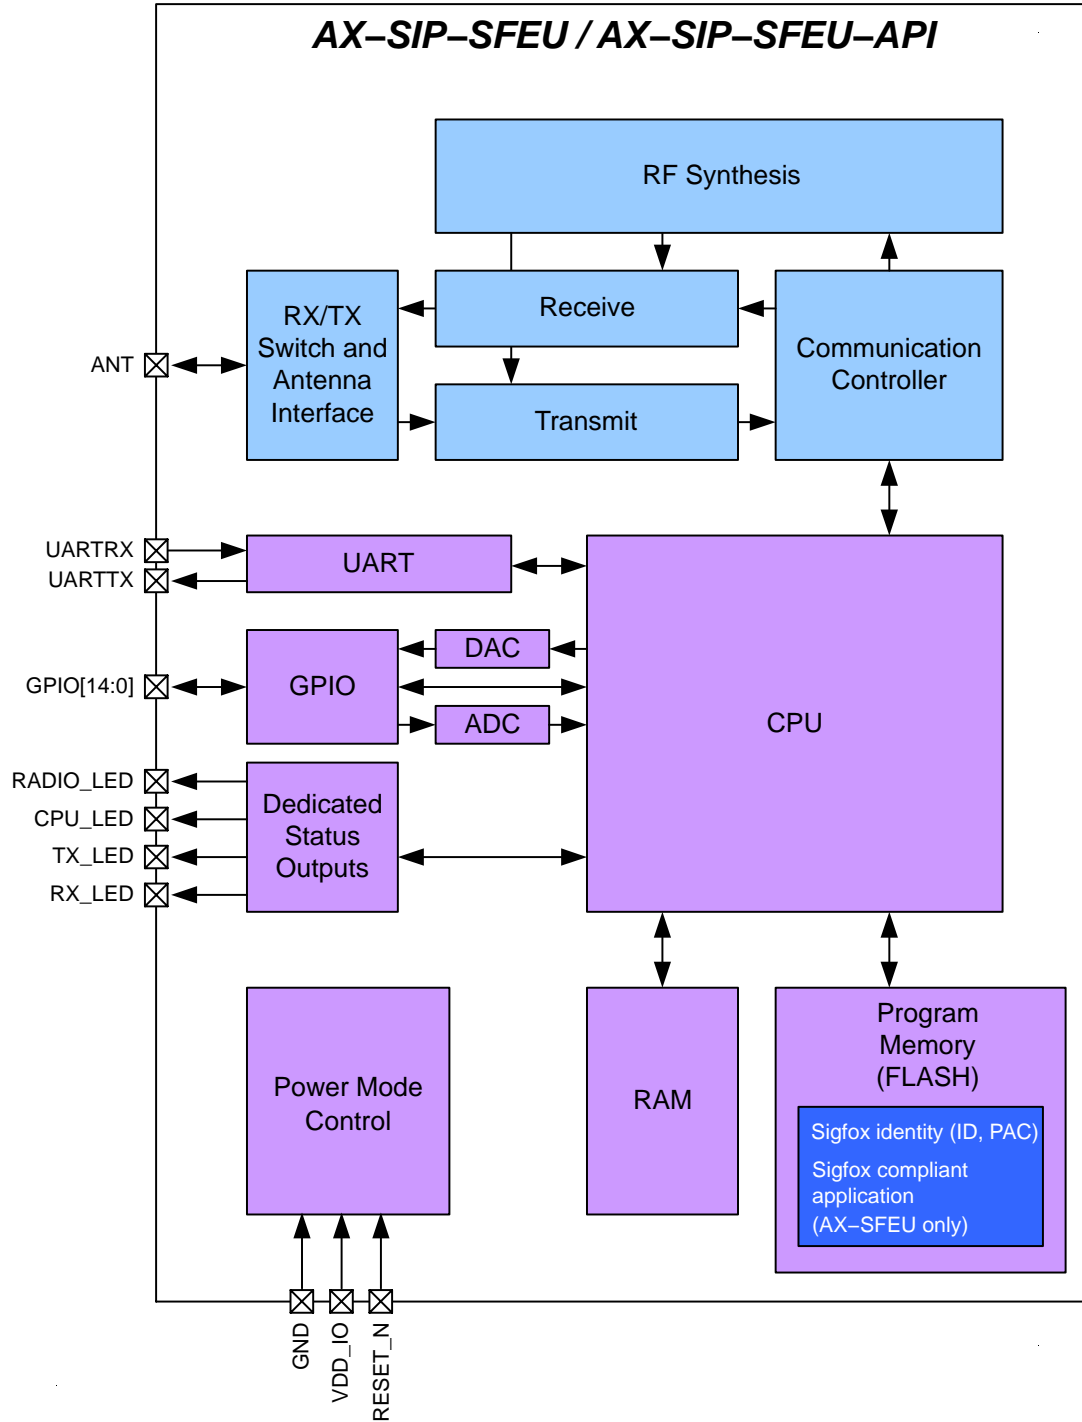 AX–SIP–SFEU / AX–SIP–SFEU–API
RF Synthesis
RX/TX
Switch and
Antenna
Interface
Receive
Communication
Controller
ANT
Transmit
UARTRX
UARTTX
UART
GPIO[14:0]
GPIO
DAC
ADC
CPU
RADIO_LED
CPU_LED
TX_LED
RX_LED
Dedicated
Status
Outputs
Power Mode
Control
RAM
Program
Memory
(FLASH)
Sigfox identity (ID, PAC)
Sigfox compliant
application
(AX–SFEU only)
GND
VDD_IO
RESET_N